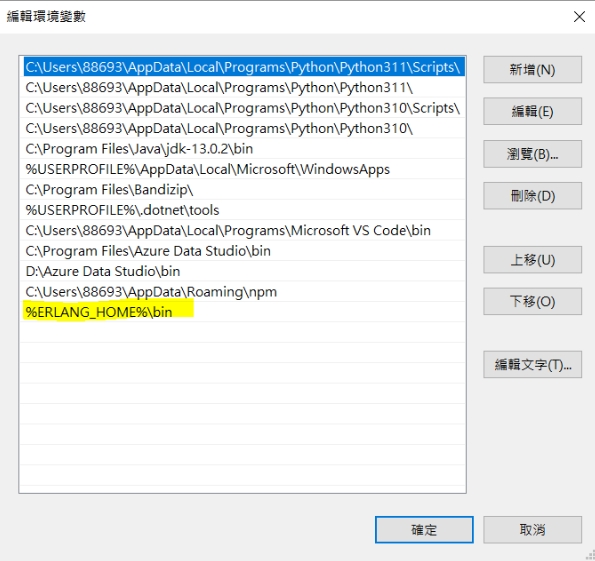 編輯環境變數
C:\Users\88693\AppData\Local\Programs\Python\Python311\Scripts\
C:\Users\88693\AppData\Local\Programs\Python\Python311\
C:\Users\88693\AppData\Local\Programs\Python\Python310\Scripts\
C:\Users\88693\AppData\Local\Programs\Python\Python310\
C:\Program Files\Java\jdk-13.0.2\bin
%USERPROFILE%\AppData\Local\Microsoft\WindowsApps
C:\Program Files\Bandizip\
%USERPROFILE%\.dotnet\tools
C:\Users\88693\AppData\Local\Programs\Microsoft VS Code\bin
C:\Program Files\Azure Data Studio\bin
D:\Azure Data Studio\bin
C:\Users\88693\AppData\Roaming\npm
%ERLANG_HOME%\bin
新增(N)
編輯(E)
瀏覽(B)...
刪除(D)
上移(U)
下移(O)
編輯文字(T)...
確定
取消